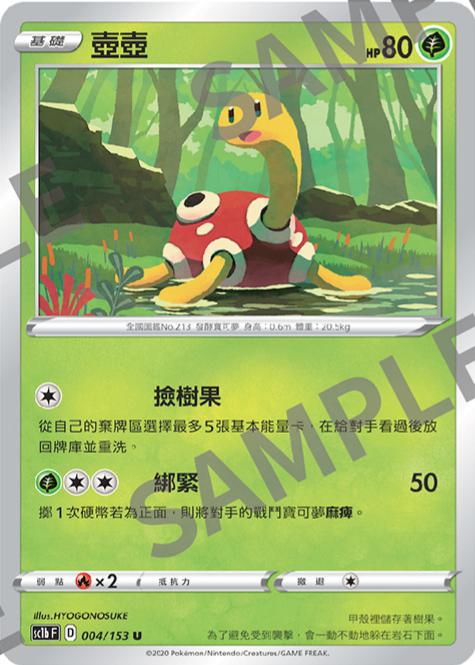 基礎 壺壺 HP80
全國圖鑑No.213 發酵寶可夢 身高：0.6m 體重：20.5kg
撿樹果
從自己的棄牌區選擇最多5張基本能量卡，在給對手看過後放
回牌庫並重洗。
綁緊 50
擲1次硬幣若為正面，則將對手的戰鬥寶可夢麻痺。
弱點 ×2 抵抗力 撤退
illus.HYOGONOSUKE
甲殼裡儲存著樹果。
sc1b F D 004/153 U
為了避免受到襲擊，會一動不動地躲在岩石下面。
©2020 Pokémon/Nintendo/Creatures/GAME FREAK.
SAMPLE
SAMPLE